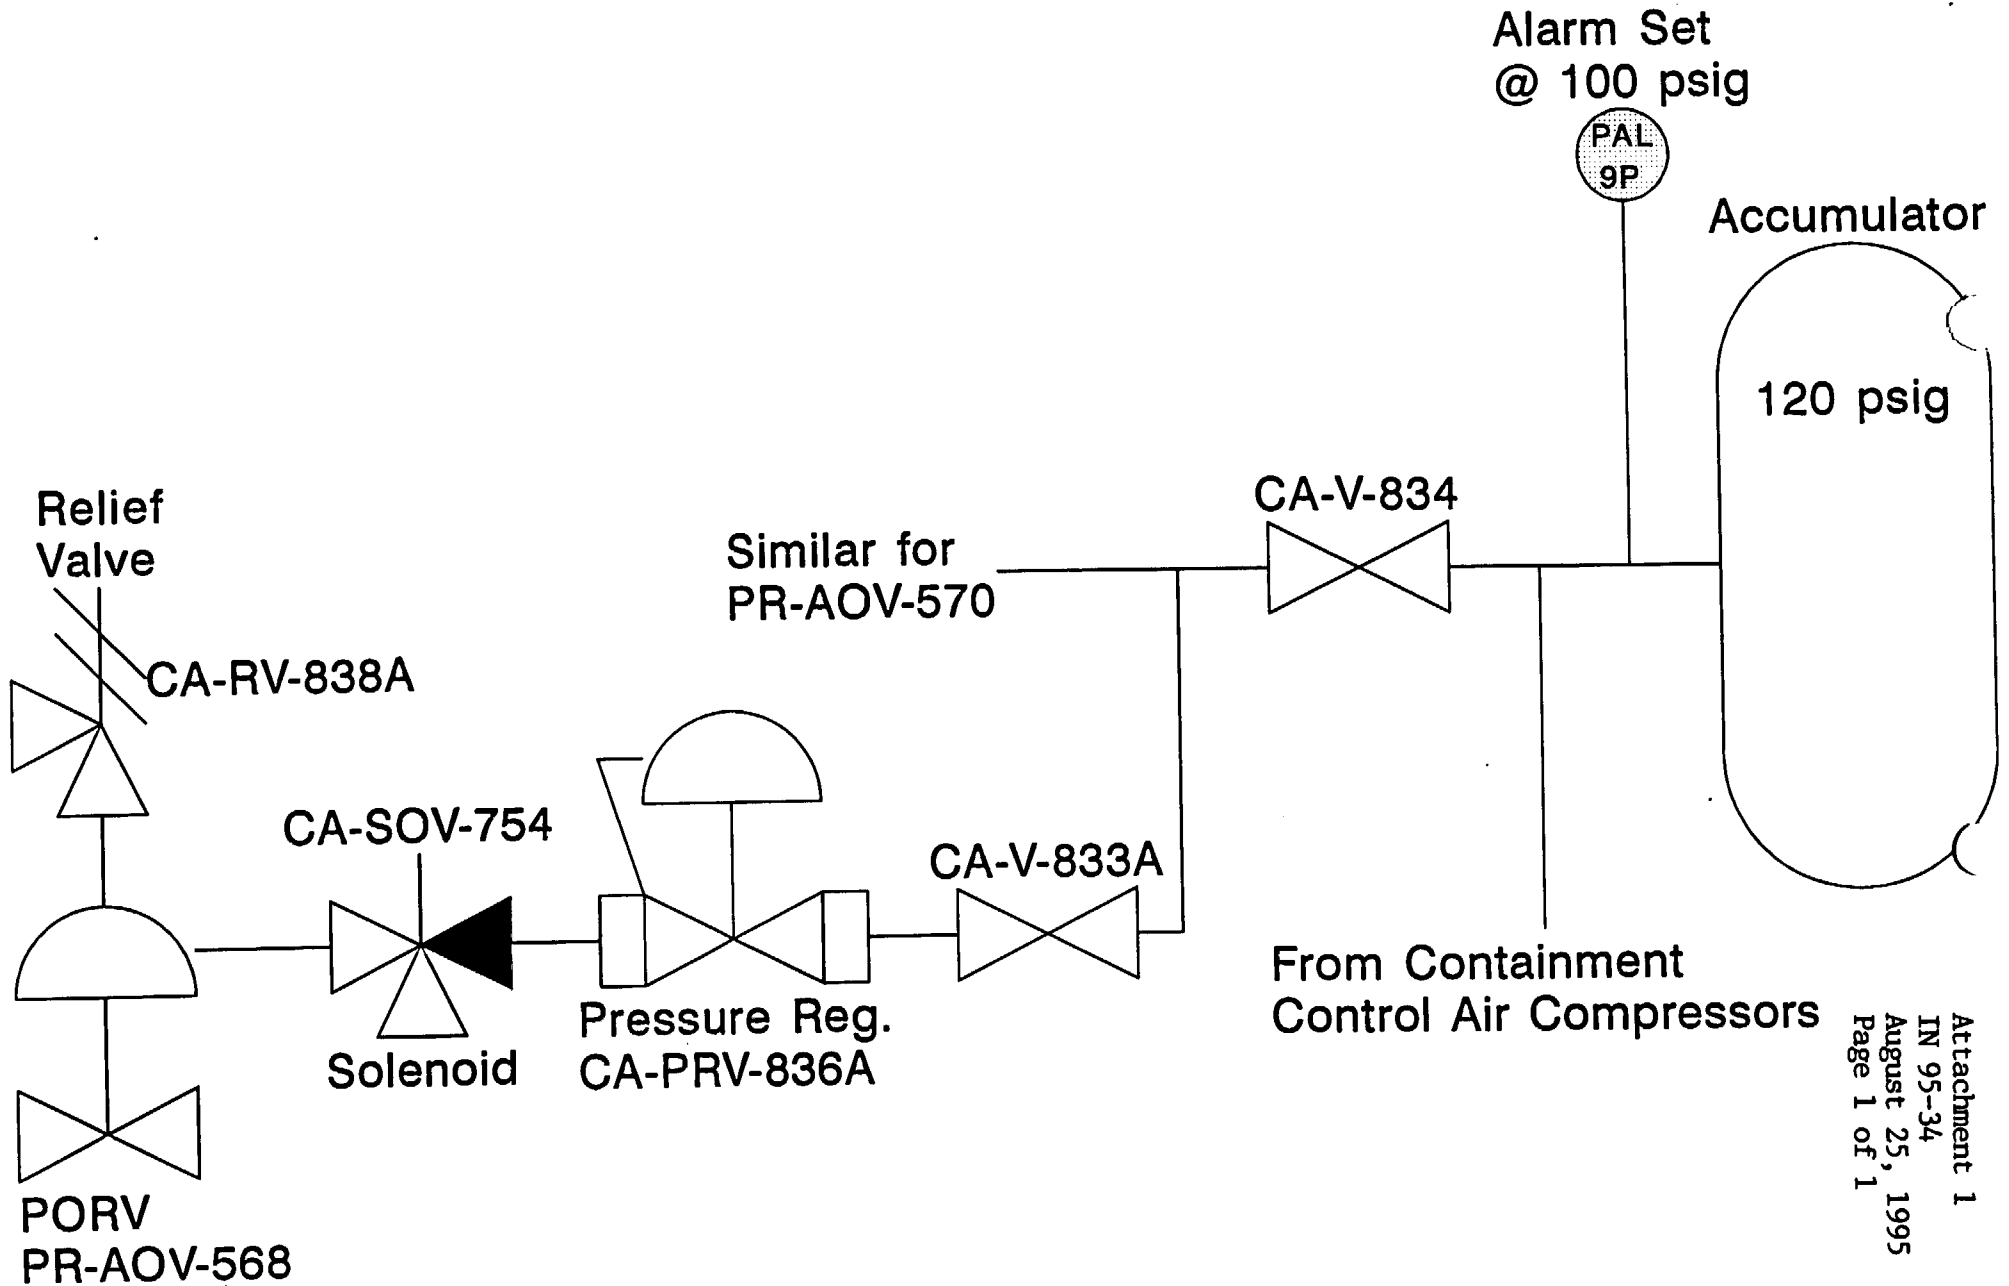 Alarm Set
@ 100 psig
PAL
9P
Accumulator
120 psig
CA-V-834
Relief
Valve
Similar for
PR-AOV-570
CA-RV-838A
CA-SOV-754
CA-V-833A
From Containment
Control Air Compressors
Pressure Reg.
CA-PRV-836A
Solenoid
PORV
PR-AOV-568
Attachment 1
IN 95-34
August 25, 1995
Page 1 of 1